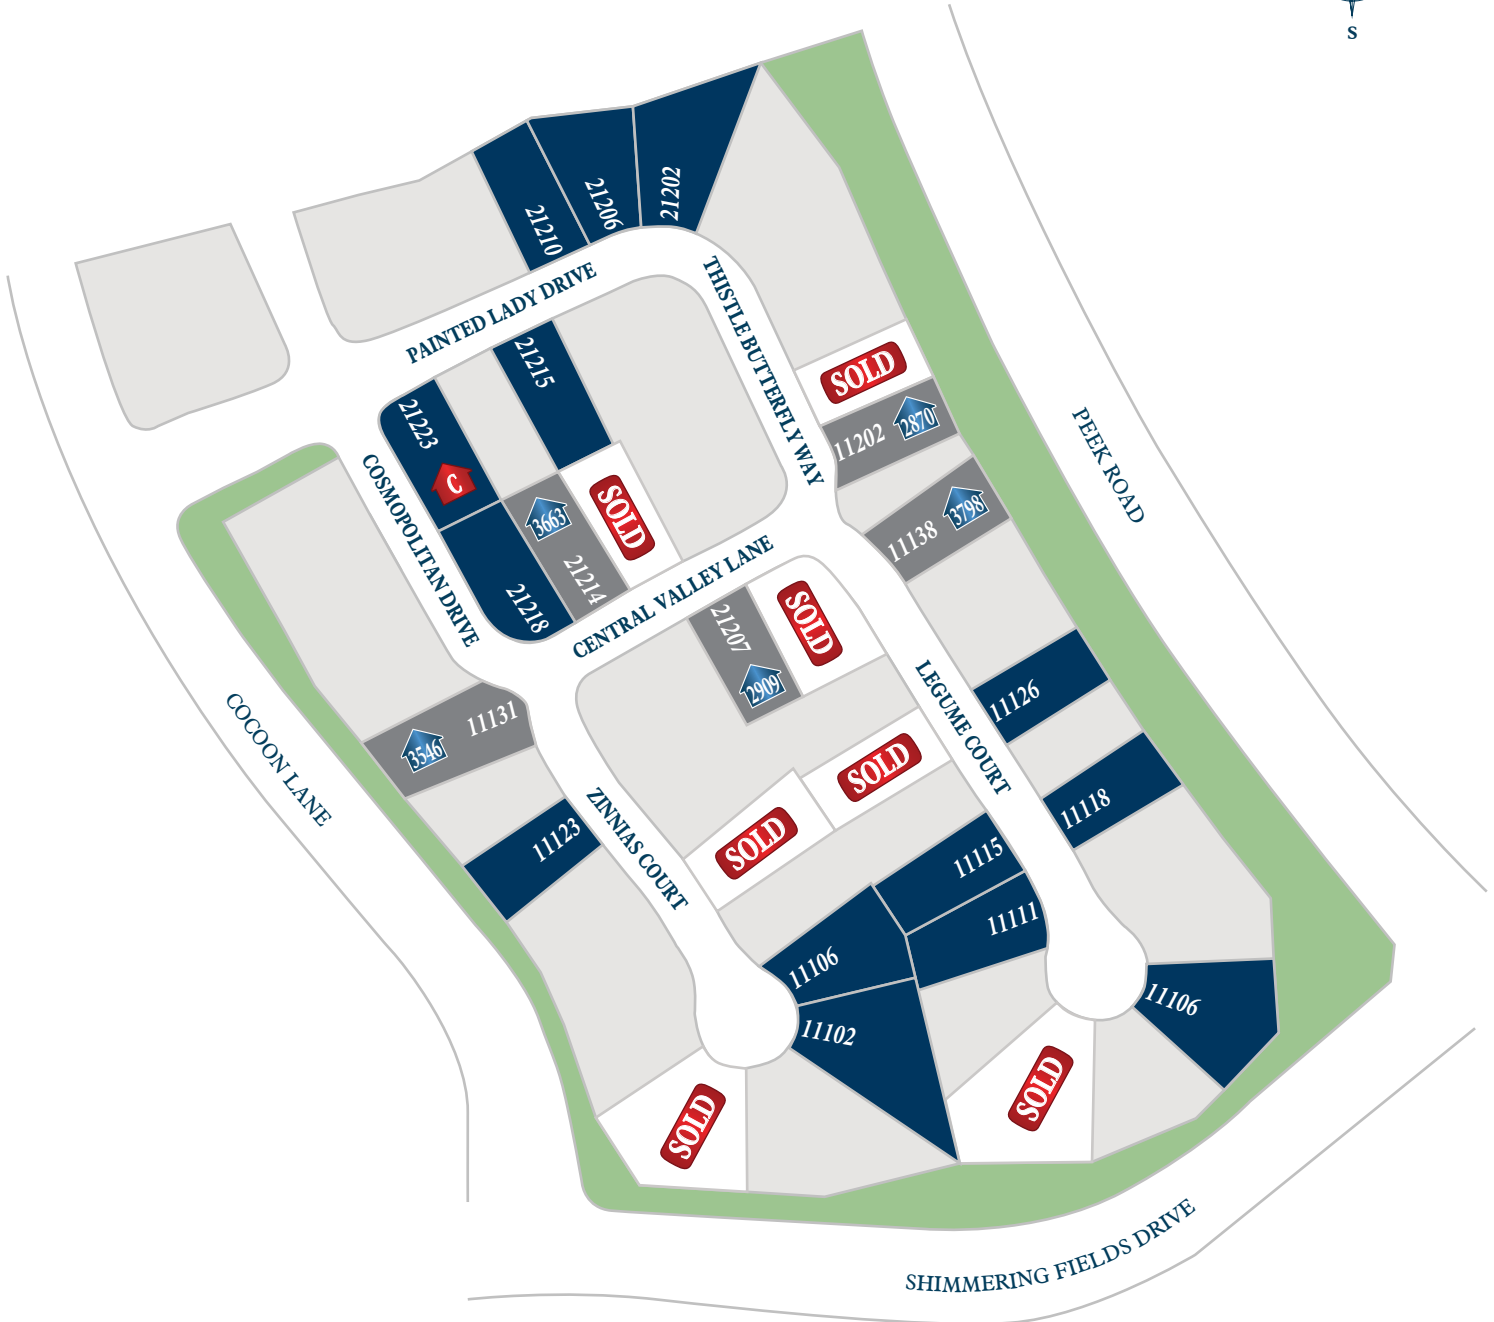 S
21210
21206
21202
PAINTED LADY DRIVE
THISTLE BUTTERFLY WAY
21215
SOLD
21223
C
11202
2870
PEEK ROAD
COSMOPOLITAN DRIVE
3663
SOLD
11138
3798
21214
21218
CENTRAL VALLEY LANE
21207
2909
SOLD
LEGUME COURT
11126
11131
3546
COCOON LANE
SOLD
ZINNIAS COURT
11118
11123
SOLD
11115
11111
11106
11102
11106
SOLD
SOLD
SHIMMERING FIELDS DRIVE